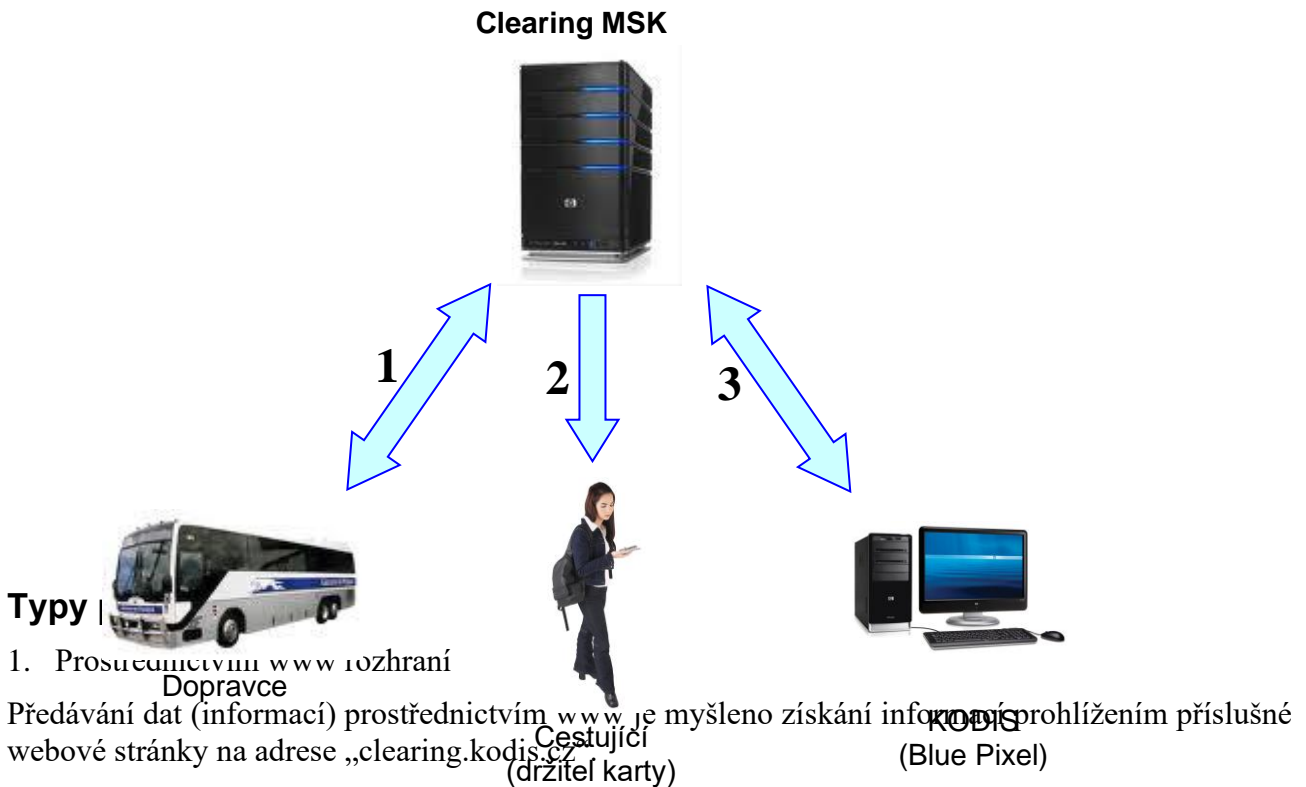 Clearing MSK
1
2
3
Typy
1. Prostřednictvím www rozhraní
Dopravce
Předávání dat (informací) prostřednictvím www je myšleno získání informací prohlížením příslušné
webové stránky na adrese „clearing.kodis.cz“.
Cestující
(držitel karty)
KODIS
(Blue Pixel)